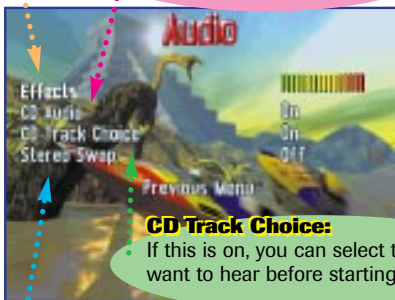 Audio
Effects
CD Audio On
CD Track Choice On
Stereo Swap Off
Previous Menu
CD Track Choice:
If this is on, you can select t
want to hear before starting